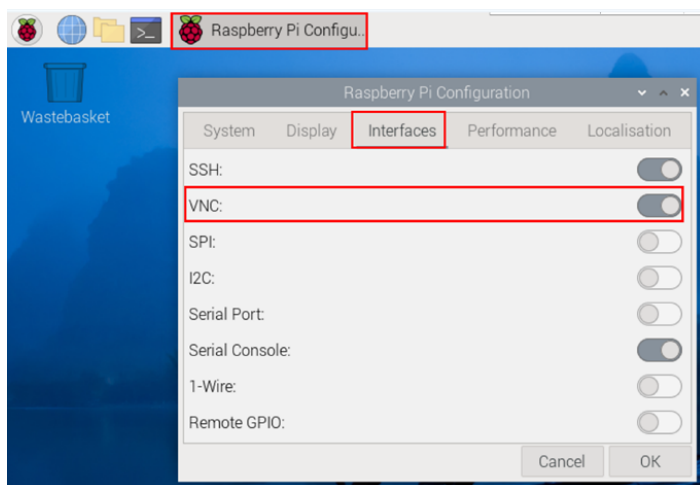 Raspberry Pi Configu..
Wastebasket
Raspberry Pi Configuration
System Display Interfaces Performance Localisation
SSH:
VNC:
SPI:
I2C:
Serial Port:
Serial Console:
1-Wire:
Remote GPIO:
Cancel OK